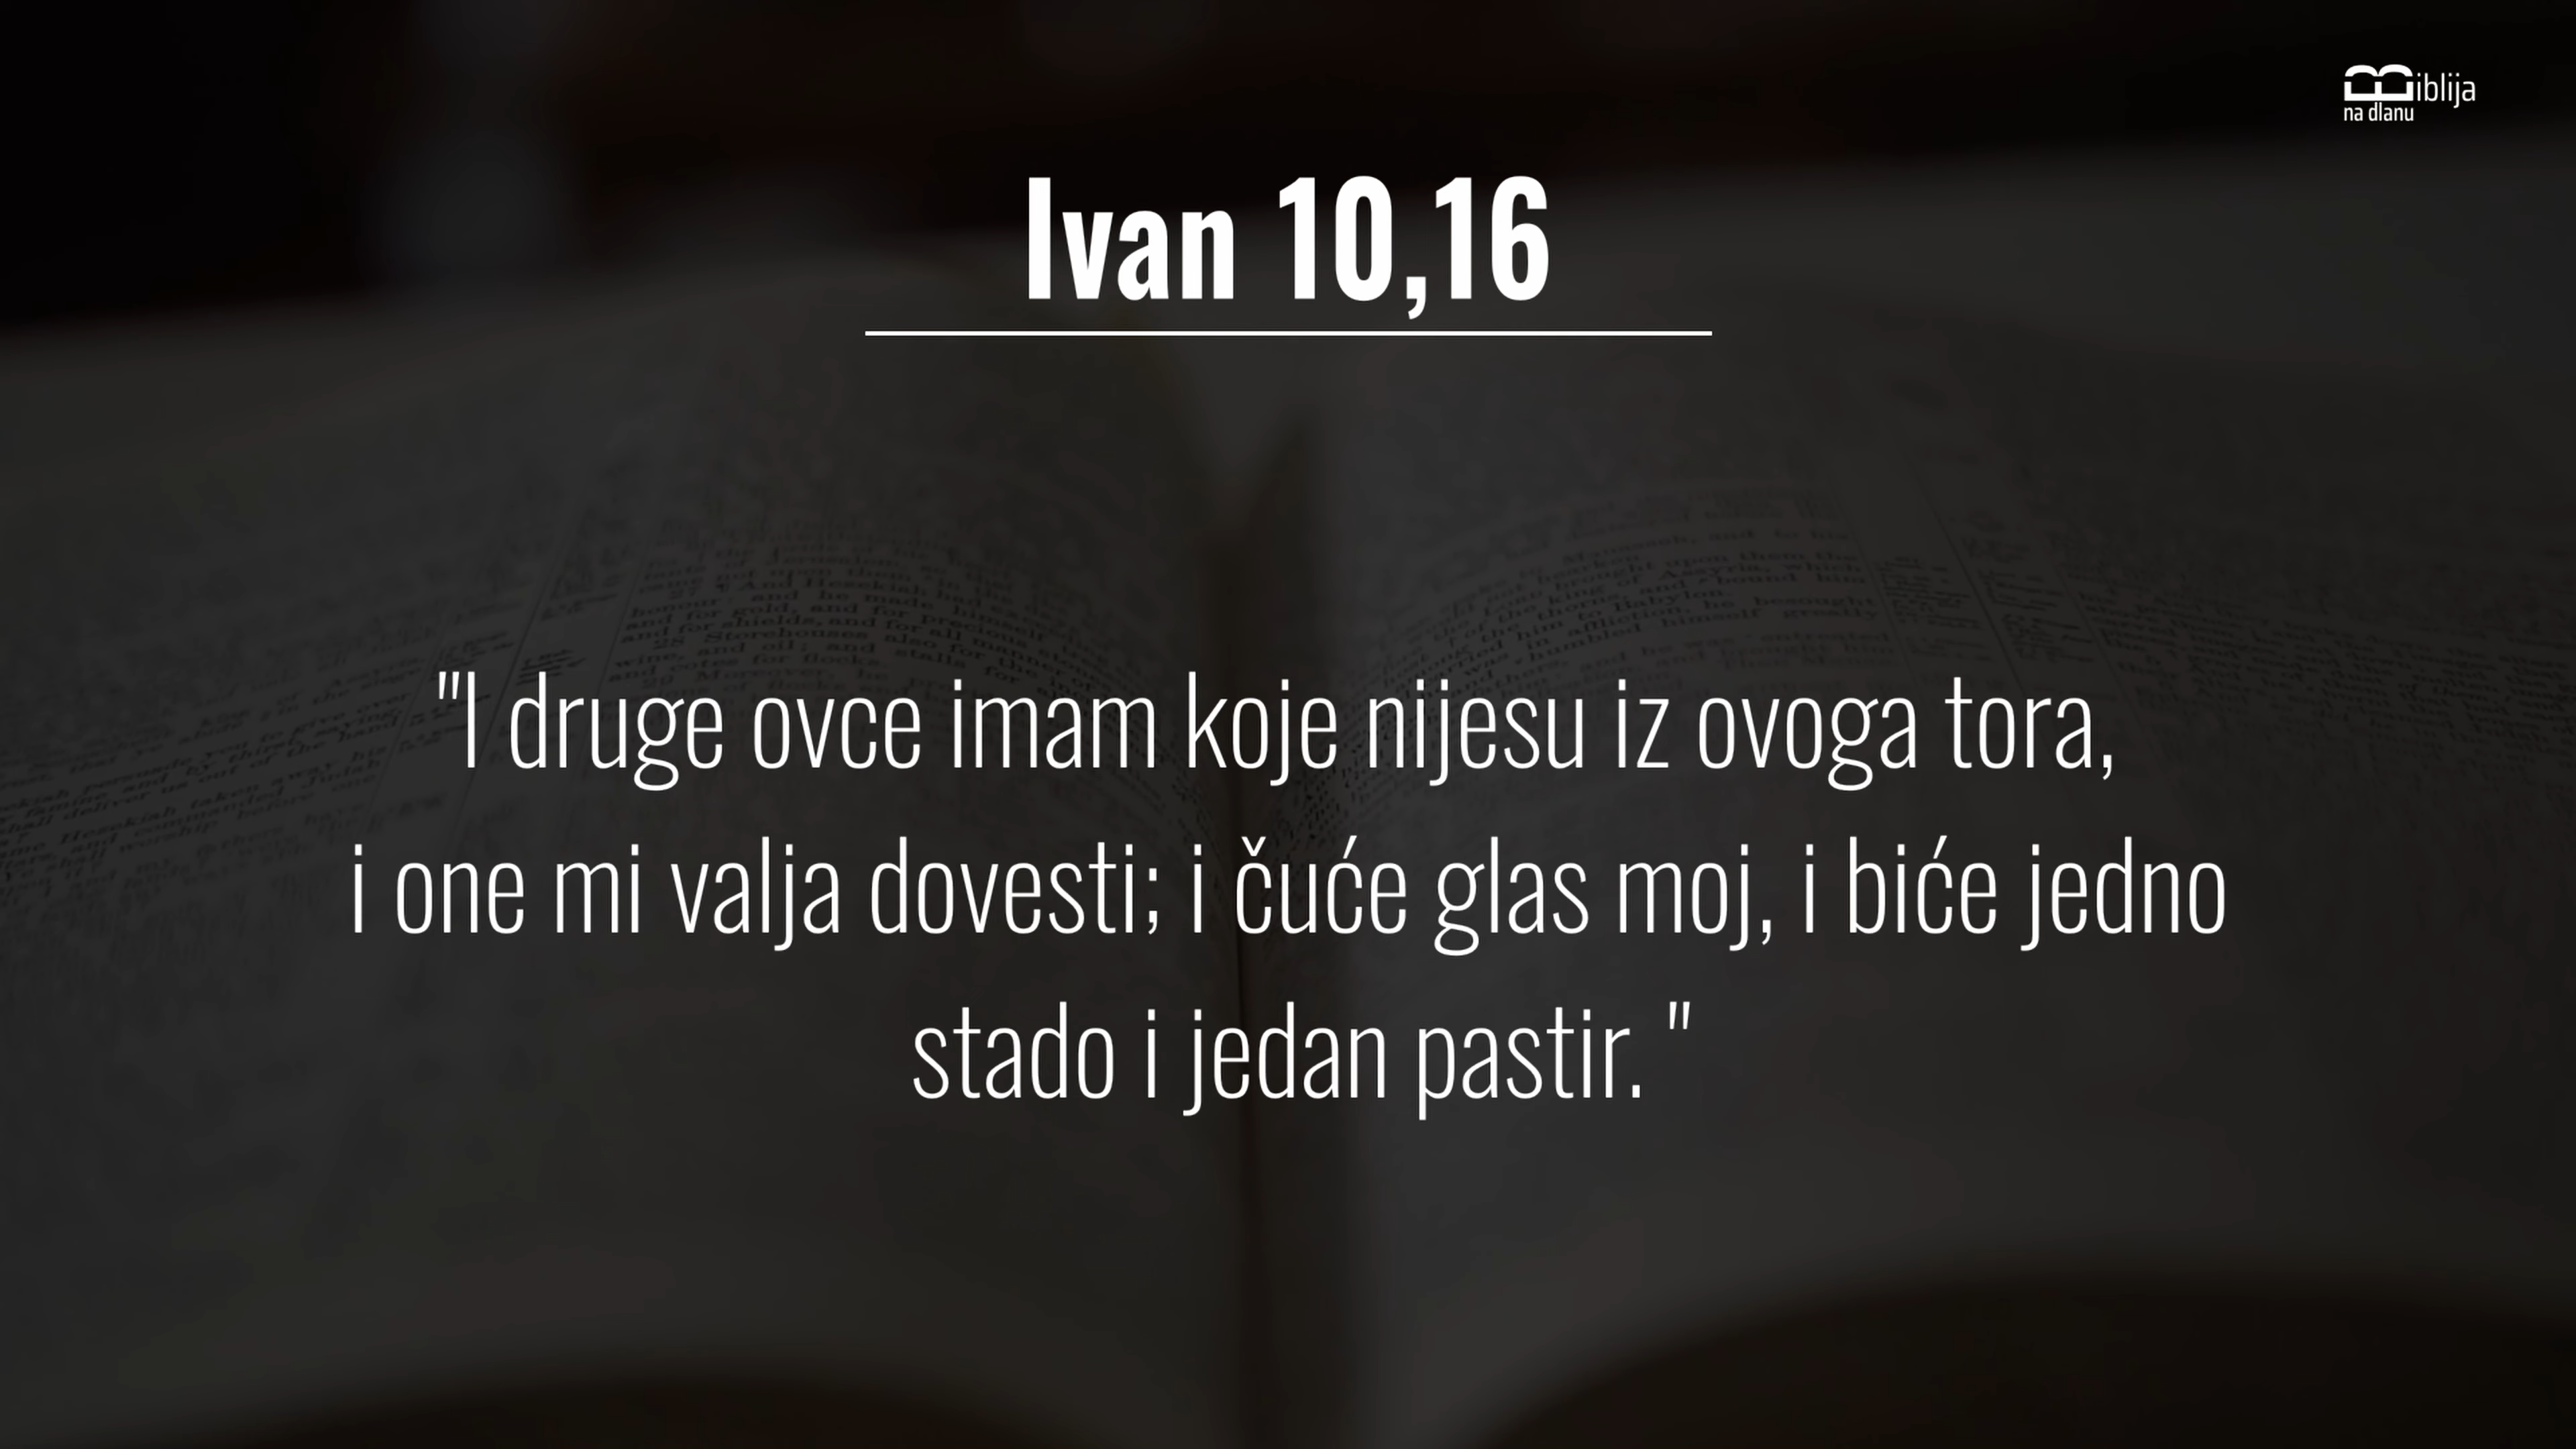 Biblija
na dlanu
Ivan 10,16
"I druge ovce imam koje nijesu iz ovoga tora,
i one mi valja dovesti; i čuće glas moj, i biće jedno
stado i jedan pastir. "